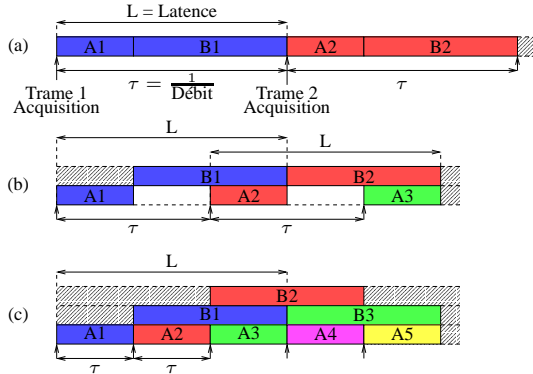 L = Latence
(a) A1 B1 A2 B2
τ = 1/Débit τ
Trame 1 Trame 2
Acquisition Acquisition
L
L
(b) B1 B2
A1 A2 A3
τ τ
L
B2
(c) B1 B3
A1 A2 A3 A4 A5
τ τ